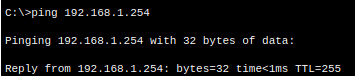 C:\>ping 192.168.1.254
Pinging 192.168.1.254 with 32 bytes of data:
Reply from 192.168.1.254: bytes=32 time<1ms TTL=255